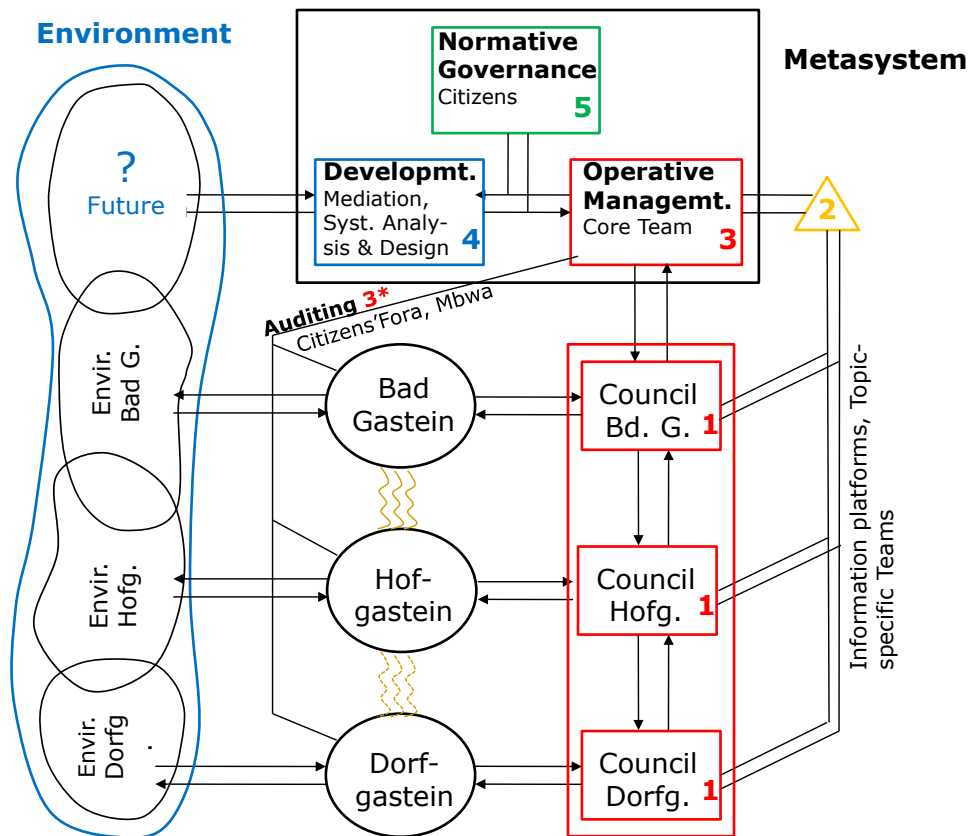 Environment
Metasystem
Normative
Governance
Citizens
5
?
Future
Developmt.
Mediation,
Syst. Analy-
sis & Design
4
Operative
Managemt.
Core Team
3
2
Auditing 3*
Citizens'Fora, Mbwa
Envir.
Bad G.
Bad
Gastein
Council
Bd. G.
1
Information platforms, Topic-
specific Teams
Envir.
Hofg.
Hof-
gastein
Council
Hofg.
1
Envir.
Dorfg
.
Dorf-
gastein
Council
Dorfg.
1